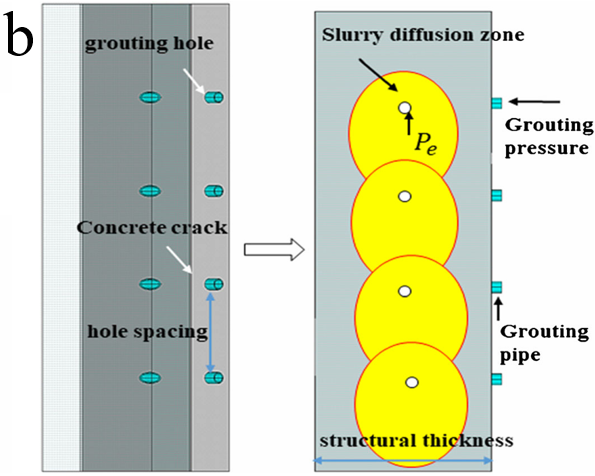 b
grouting hole
Concrete crack
hole spacing
Slurry diffusion zone
Pe
Grouting
pressure
Grouting
pipe
structural thickness